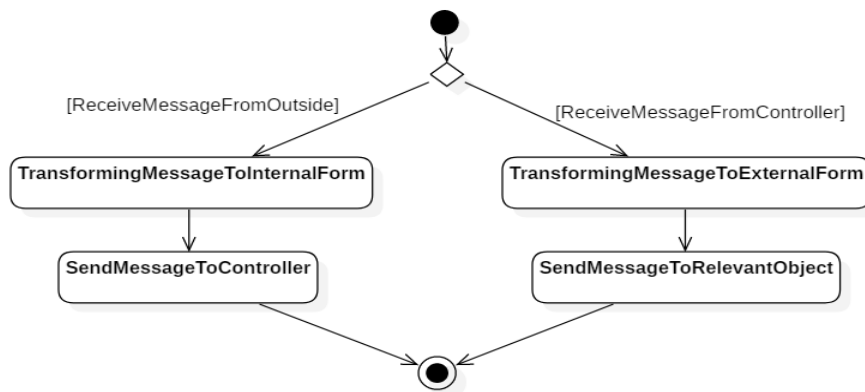 [ReceiveMessageFromOutside]
[ReceiveMessageFromController]
TransformingMessageToInternalForm
TransformingMessageToExternalForm
SendMessageToController
SendMessageToRelevantObject